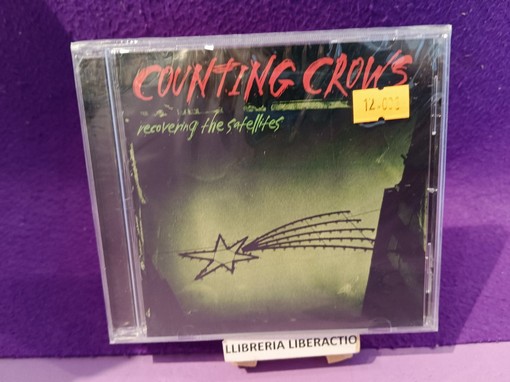 COUNTING CROWS
recovering the satellites
LLIBRERIA LIBERACTIO